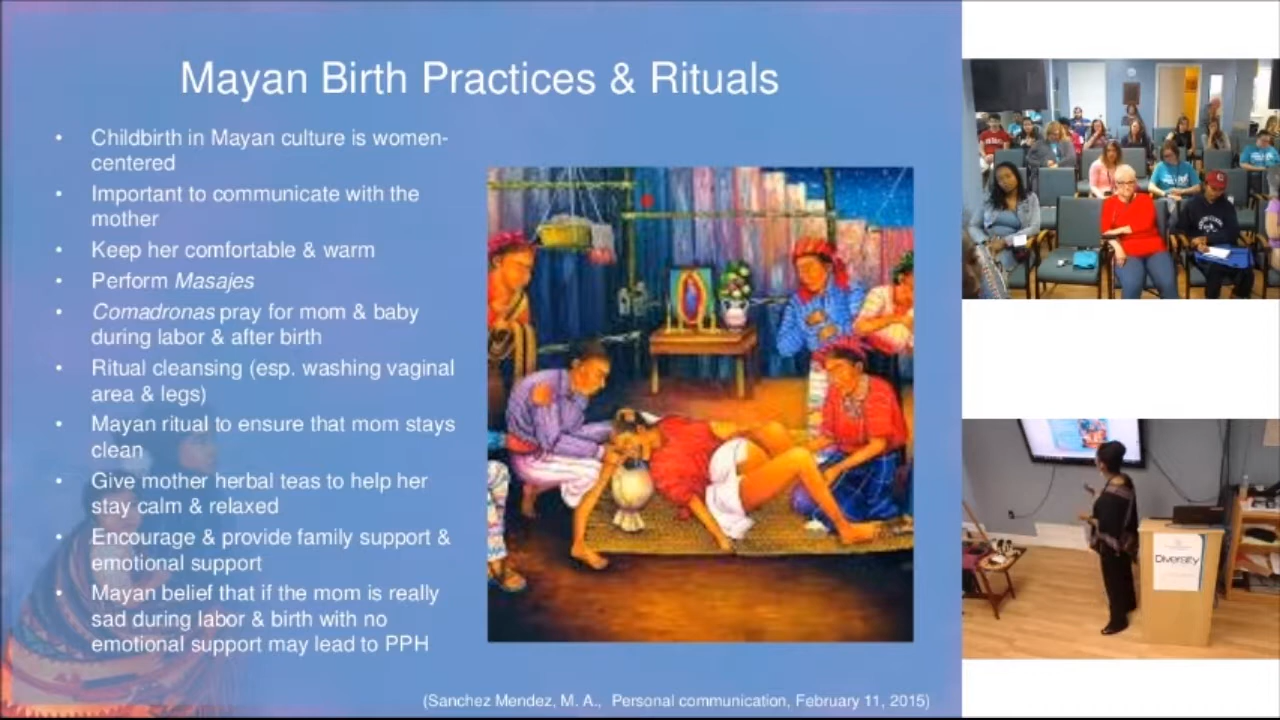 Mayan Birth Practices & Rituals
• Childbirth in Mayan culture is women-
centered
• Important to communicate with the
mother
• Keep her comfortable & warm
• Perform Masajes
• Comadronas pray for mom & baby
during labor & after birth
• Ritual cleansing (esp. washing vaginal
area & legs)
• Mayan ritual to ensure that mom stays
clean
• Give mother herbal teas to help her
stay calm & relaxed
• Encourage & provide family support &
emotional support
• Mayan belief that if the mom is really
sad during labor & birth with no
emotional support may lead to PPH
(Sanchez Mendez, M. A., Personal communication, February 11, 2015)
Diversity